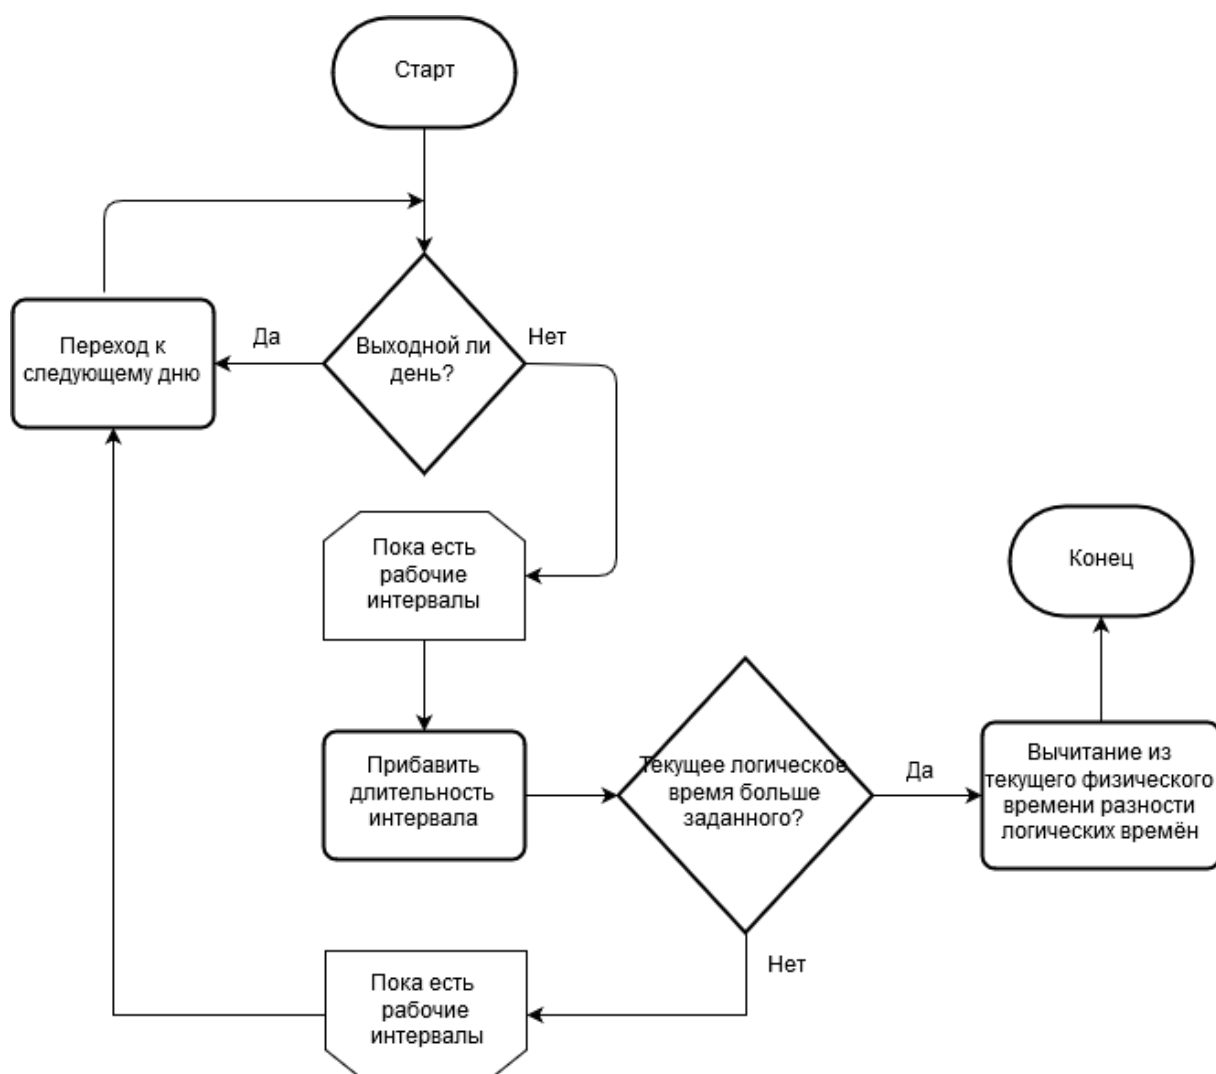 Старт
Да
Нет
Переход к
следующему дню
Выходной ли
день?
Пока есть
рабочие
интервалы
Конец
Прибавить
длительность
интервала
Текущее логическое
время больше
заданного?
Да
Вычитание из
текущего физического
времени разности
логических времён
Нет
Пока есть
рабочие
интервалы